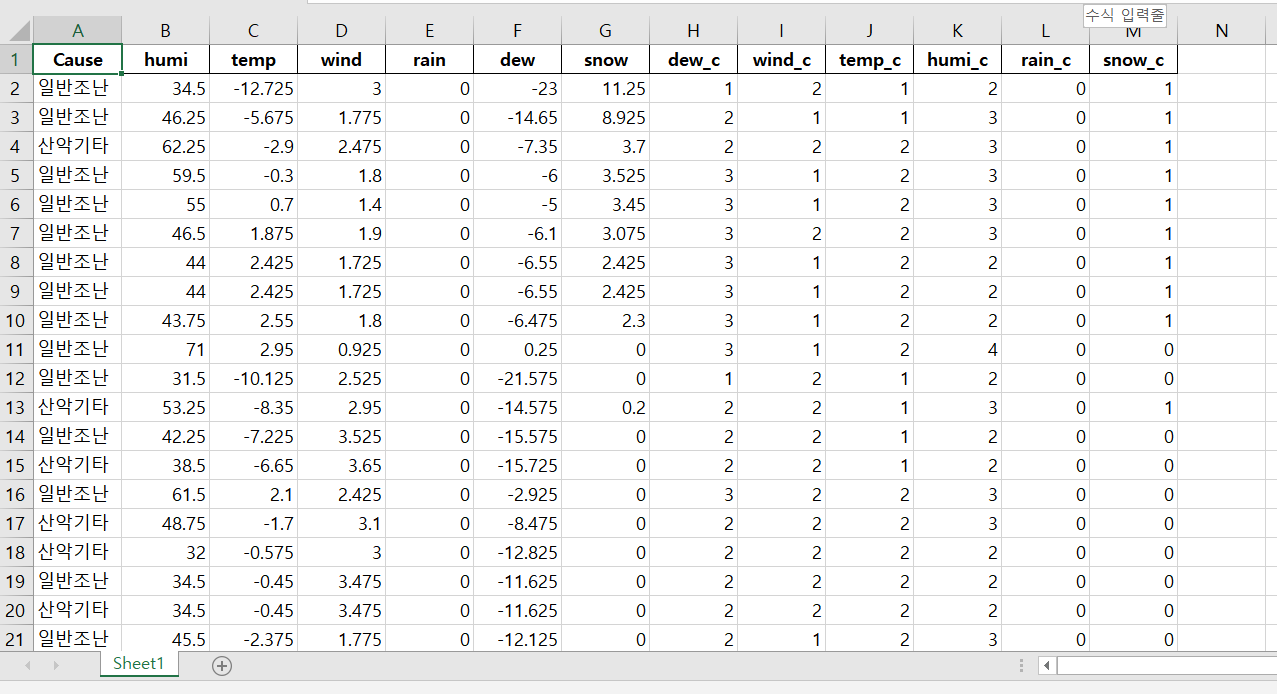 수식 입력줄
A B C D E F G H I J K L M N
1 Cause humi temp wind rain dew snow dew_c wind_c temp_c humi_c rain_c snow_c
2 일반조난 34.5 -12.725 3 0 -23 11.25 1 2 1 2 0 1
3 일반조난 46.25 -5.675 1.775 0 -14.65 8.925 2 1 1 3 0 1
4 산악기타 62.25 -2.9 2.475 0 -7.35 3.7 2 2 2 3 0 1
5 일반조난 59.5 -0.3 1.8 0 -6 3.525 3 1 2 3 0 1
6 일반조난 55 0.7 1.4 0 -5 3.45 3 1 2 3 0 1
7 일반조난 46.5 1.875 1.9 0 -6.1 3.075 3 2 2 3 0 1
8 일반조난 44 2.425 1.725 0 -6.55 2.425 3 1 2 2 0 1
9 일반조난 44 2.425 1.725 0 -6.55 2.425 3 1 2 2 0 1
10 일반조난 43.75 2.55 1.8 0 -6.475 2.3 3 1 2 2 0 1
11 일반조난 71 2.95 0.925 0 0.25 0 3 1 2 4 0 0
12 일반조난 31.5 -10.125 2.525 0 -21.575 0 1 2 1 2 0 0
13 산악기타 53.25 -8.35 2.95 0 -14.575 0.2 2 2 1 3 0 1
14 일반조난 42.25 -7.225 3.525 0 -15.575 0 2 2 1 2 0 0
15 산악기타 38.5 -6.65 3.65 0 -15.725 0 2 2 1 2 0 0
16 일반조난 61.5 2.1 2.425 0 -2.925 0 3 2 2 3 0 0
17 산악기타 48.75 -1.7 3.1 0 -8.475 0 2 2 2 3 0 0
18 산악기타 32 -0.575 3 0 -12.825 0 2 2 2 2 0 0
19 일반조난 34.5 -0.45 3.475 0 -11.625 0 2 2 2 2 0 0
20 산악기타 34.5 -0.45 3.475 0 -11.625 0 2 2 2 2 0 0
21 일반조난 45.5 -2.375 1.775 0 -12.125 0 2 1 2 3 0 0
Sheet1